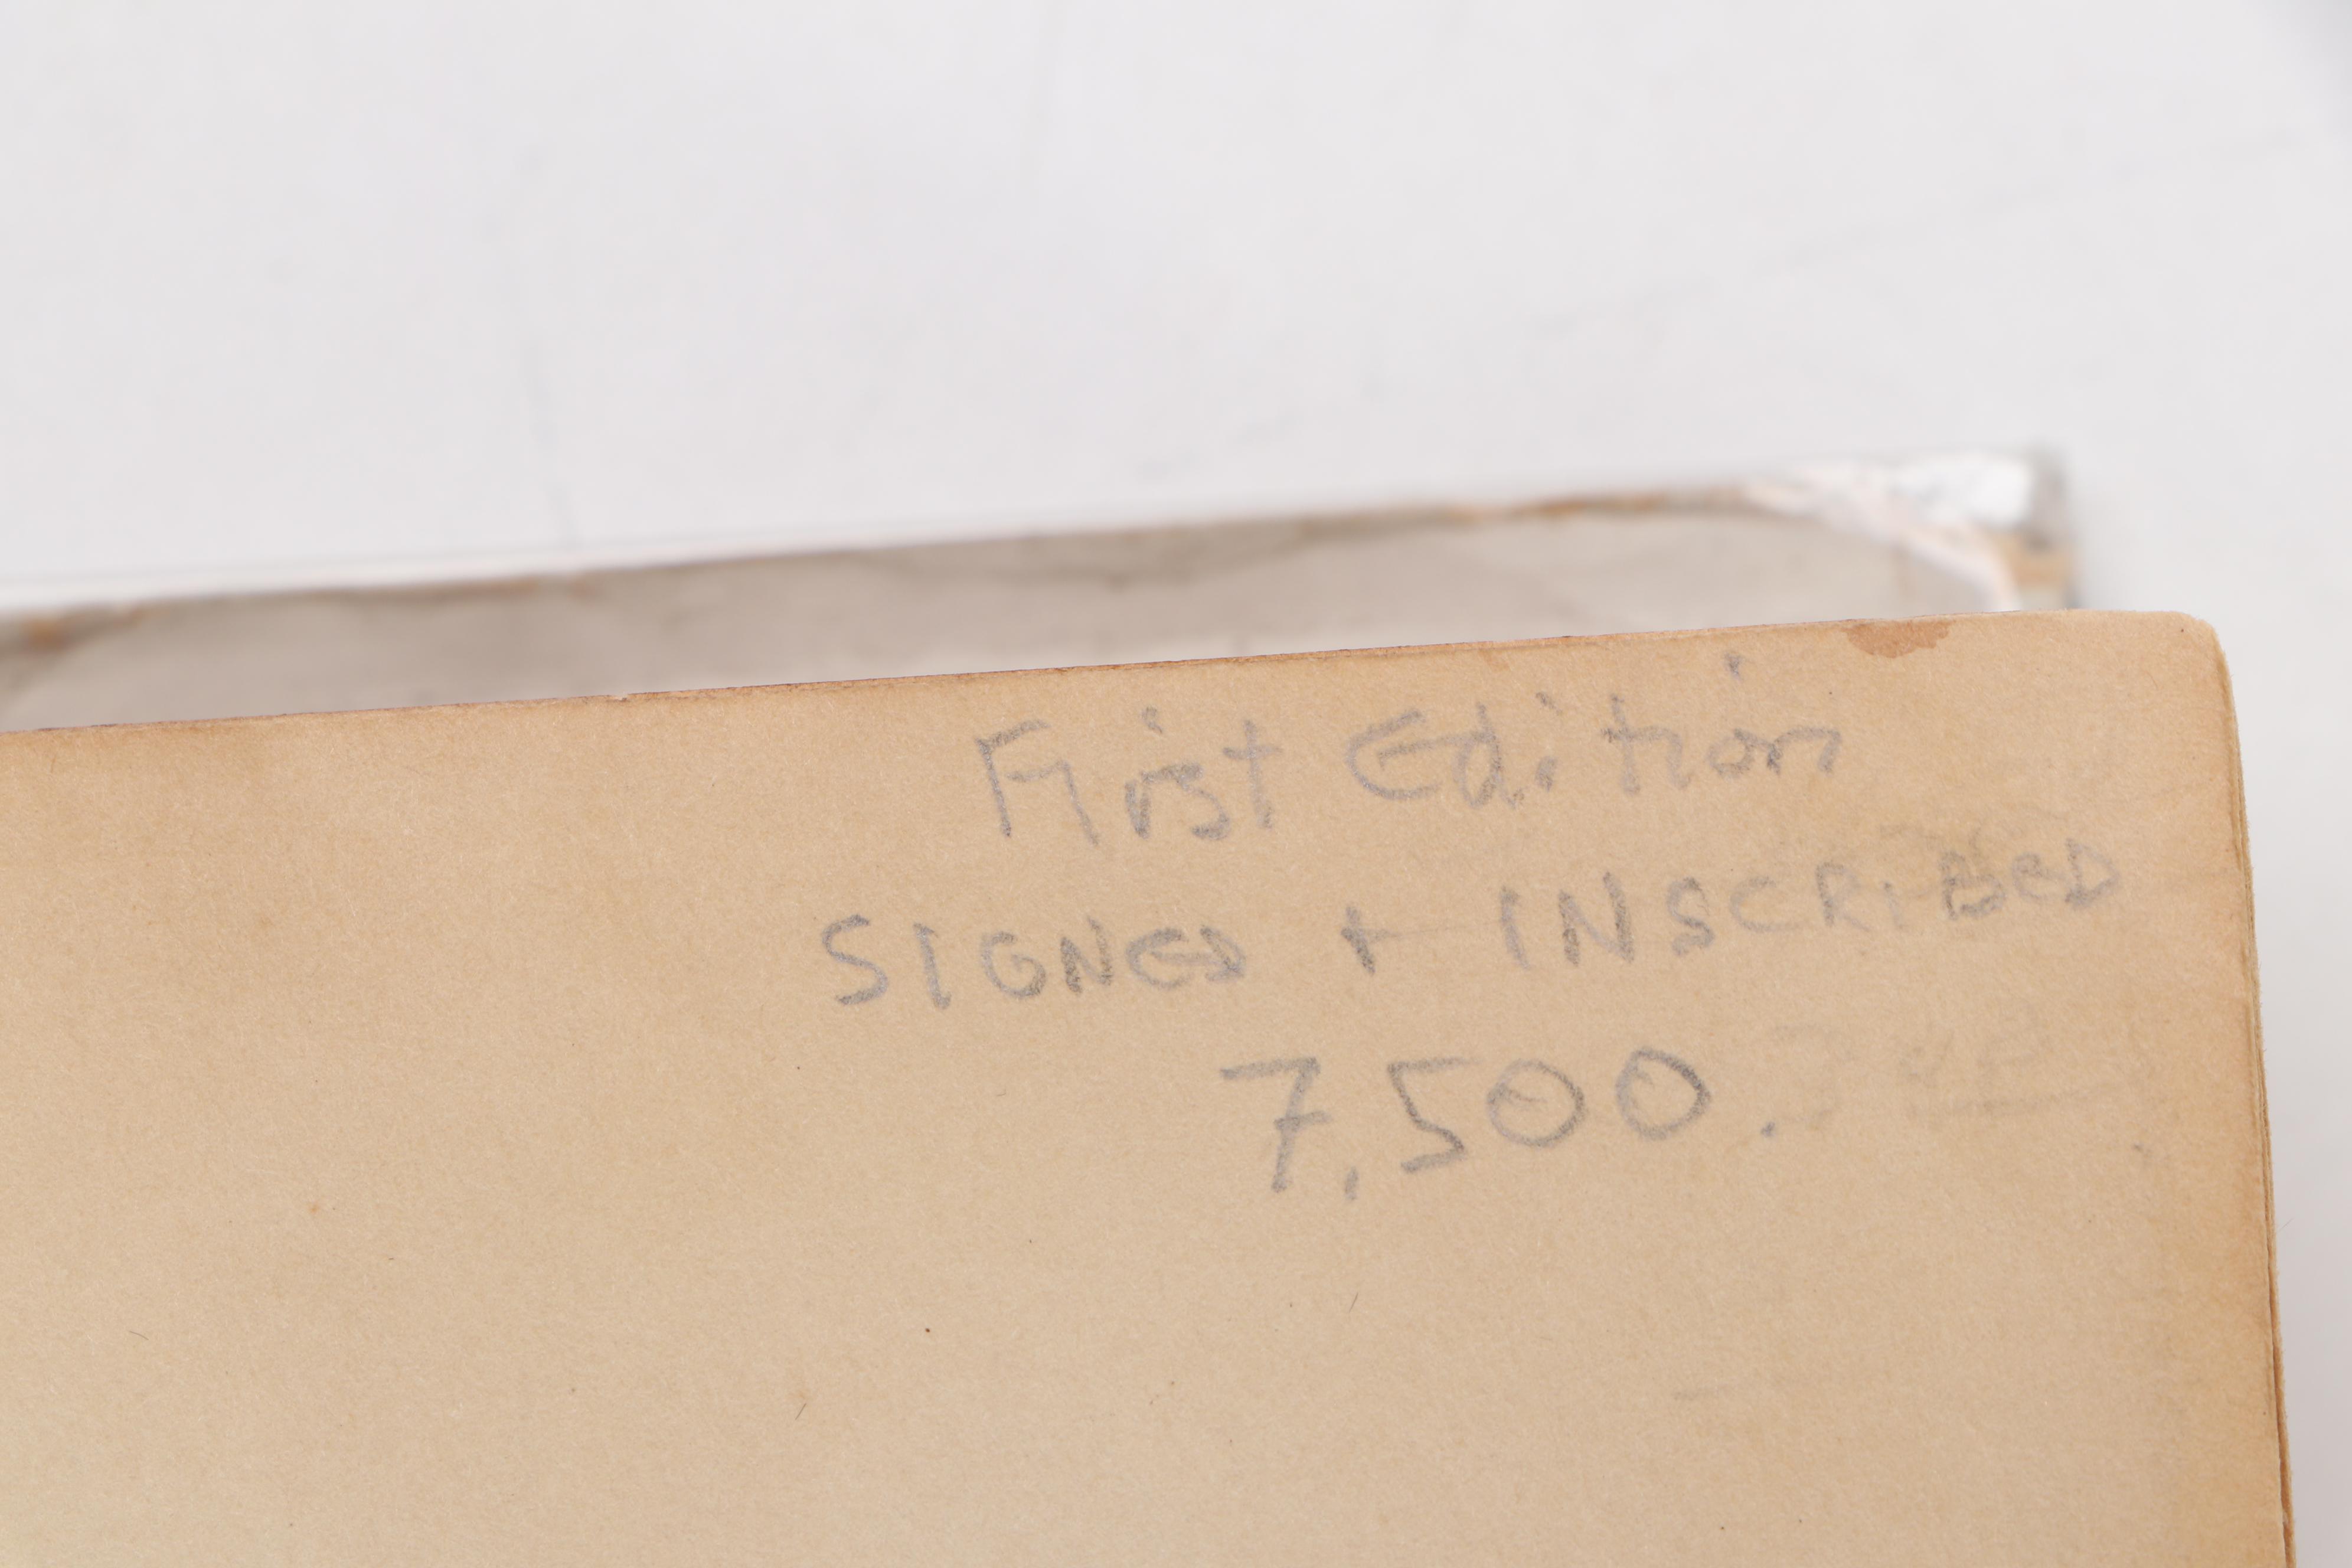 First Edition
SIGNED + INSCRIBED
7,500.